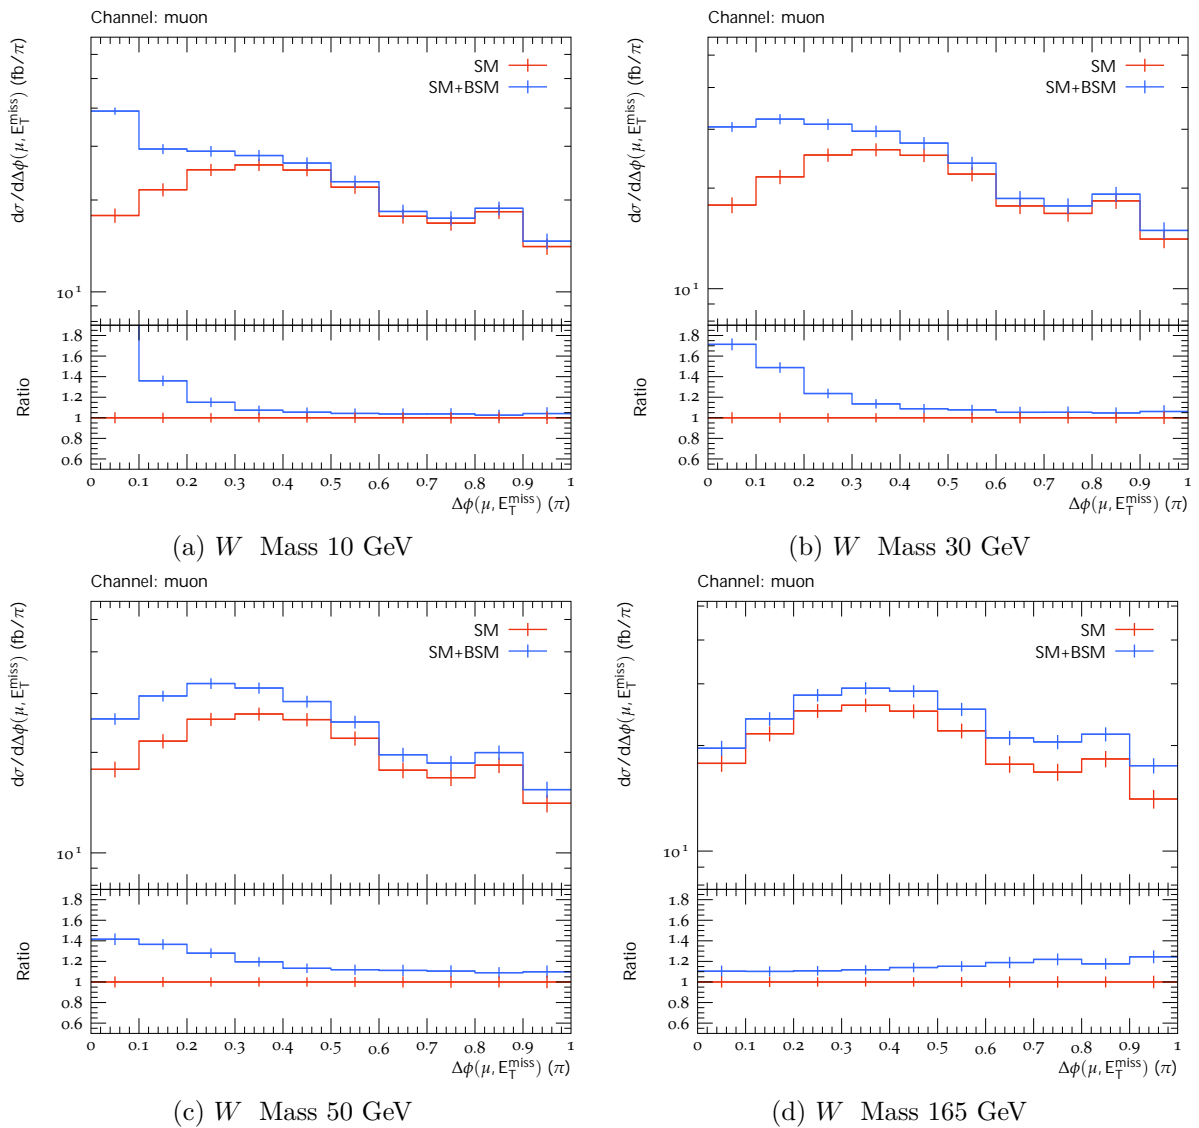 Channel: muon
dσ/dΔϕ(μ, E_T^miss) (fb/π)
SM
SM+BSM
10¹
Ratio
1.8
1.6
1.4
1.2
1
0.8
0.6
0 0.1 0.2 0.3 0.4 0.5 0.6 0.7 0.8 0.9 1
Δϕ(μ, E_T^miss) (π)
(a) W Mass 10 GeV
Channel: muon
dσ/dΔϕ(μ, E_T^miss) (fb/π)
SM
SM+BSM
10¹
Ratio
1.8
1.6
1.4
1.2
1
0.8
0.6
0 0.1 0.2 0.3 0.4 0.5 0.6 0.7 0.8 0.9 1
Δϕ(μ, E_T^miss) (π)
(b) W Mass 30 GeV
Channel: muon
dσ/dΔϕ(μ, E_T^miss) (fb/π)
SM
SM+BSM
10¹
Ratio
1.8
1.6
1.4
1.2
1
0.8
0.6
0 0.1 0.2 0.3 0.4 0.5 0.6 0.7 0.8 0.9 1
Δϕ(μ, E_T^miss) (π)
(c) W Mass 50 GeV
Channel: muon
dσ/dΔϕ(μ, E_T^miss) (fb/π)
SM
SM+BSM
10¹
Ratio
1.8
1.6
1.4
1.2
1
0.8
0.6
0 0.1 0.2 0.3 0.4 0.5 0.6 0.7 0.8 0.9 1
Δϕ(μ, E_T^miss) (π)
(d) W Mass 165 GeV